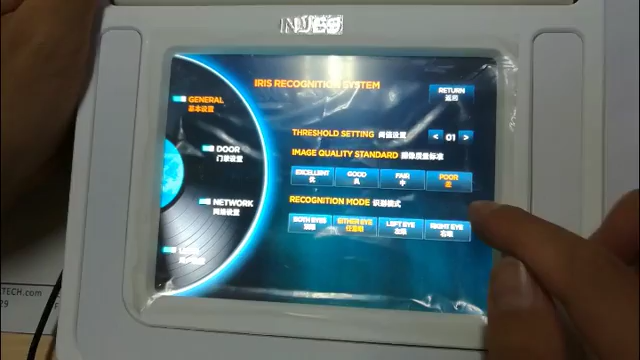 IRIS RECOGNITION SYSTEM
RETURN
返回
GENERAL
基本设置
DOOR
门禁设置
NETWORK
网络设置
THRESHOLD SETTING 阈值设置
< 01 >
IMAGE QUALITY STANDARD 图像质量标准
EXCELLENT GOOD FAIR POOR
优 良 中 差
RECOGNITION MODE 识别模式
BOTH EYES EITHER EYE LEFT EYE RIGHT EYE
双眼 任意眼 左眼 右眼
TECH.com
29